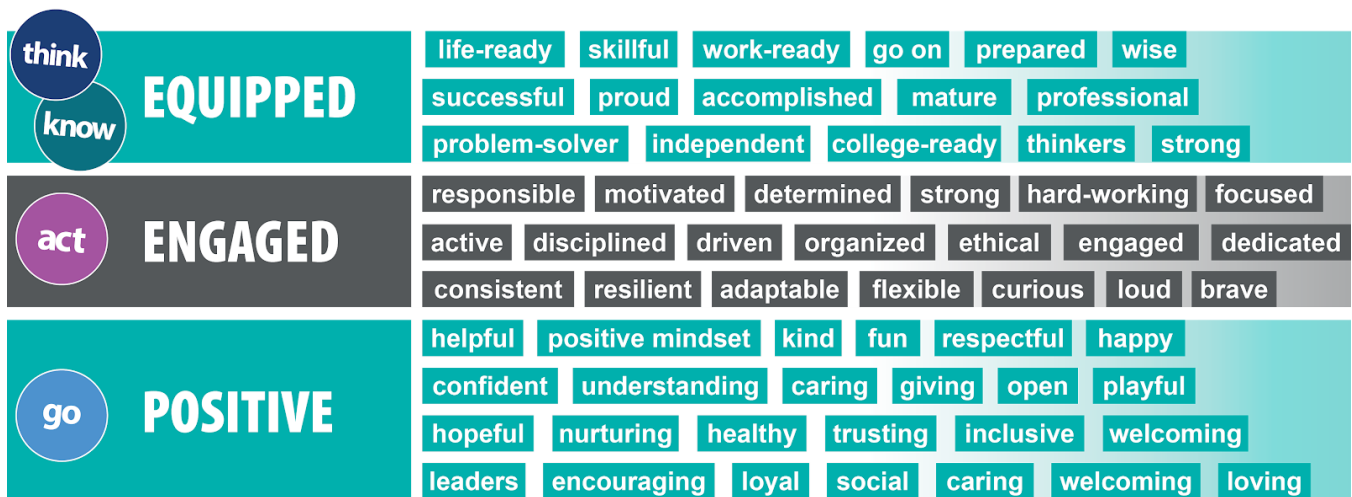 think
know
EQUIPPED
life-ready skillful work-ready go on prepared wise
successful proud accomplished mature professional
problem-solver independent college-ready thinkers strong
act
ENGAGED
responsible motivated determined strong hard-working focused
active disciplined driven organized ethical engaged dedicated
consistent resilient adaptable flexible curious loud brave
go
POSITIVE
helpful positive mindset kind fun respectful happy
confident understanding caring giving open playful
hopeful nurturing healthy trusting inclusive welcoming
leaders encouraging loyal social caring welcoming loving